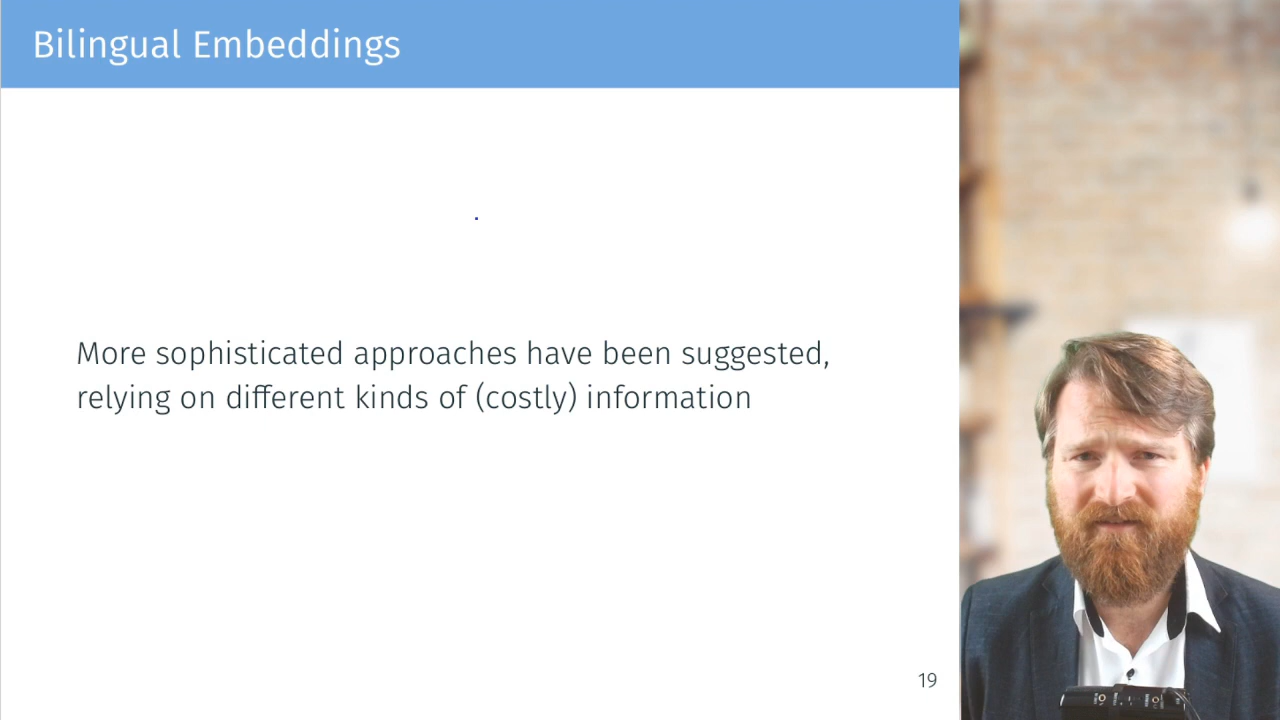 Bilingual Embeddings
More sophisticated approaches have been suggested,
relying on different kinds of (costly) information
19